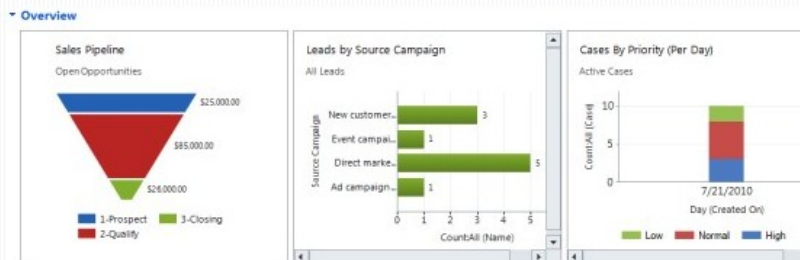 Overview
Sales Pipeline
Open Opportunities
$25,000.00
$85,000.00
$26,000.00
1-Prospect 3-Closing
2-Qualify
Leads by Source Campaign
All Leads
Source Campaign
New customer...
3
Event campai...
1
Direct marke...
5
Ad campaign...
1
0 1 2 3 4 5
CountAll (Name)
Cases By Priority (Per Day)
Active Cases
CountAll (Case)
10
5
0
7/21/2010
Day (Created On)
Low Normal High